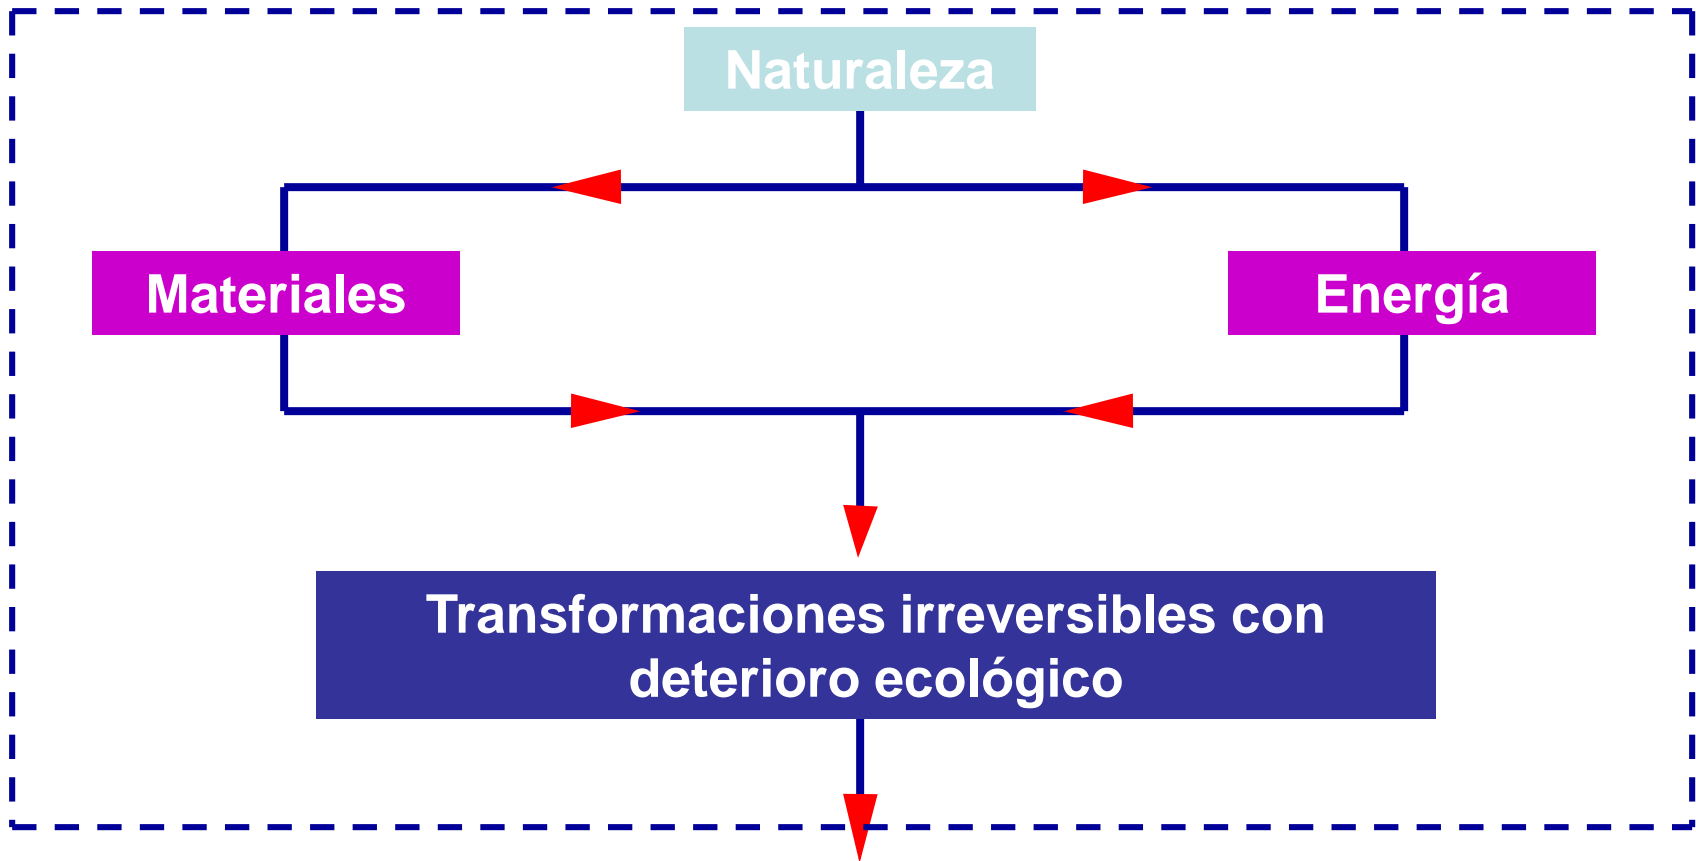 Naturaleza
Materiales
Energía
Transformaciones irreversibles con
deterioro ecológico